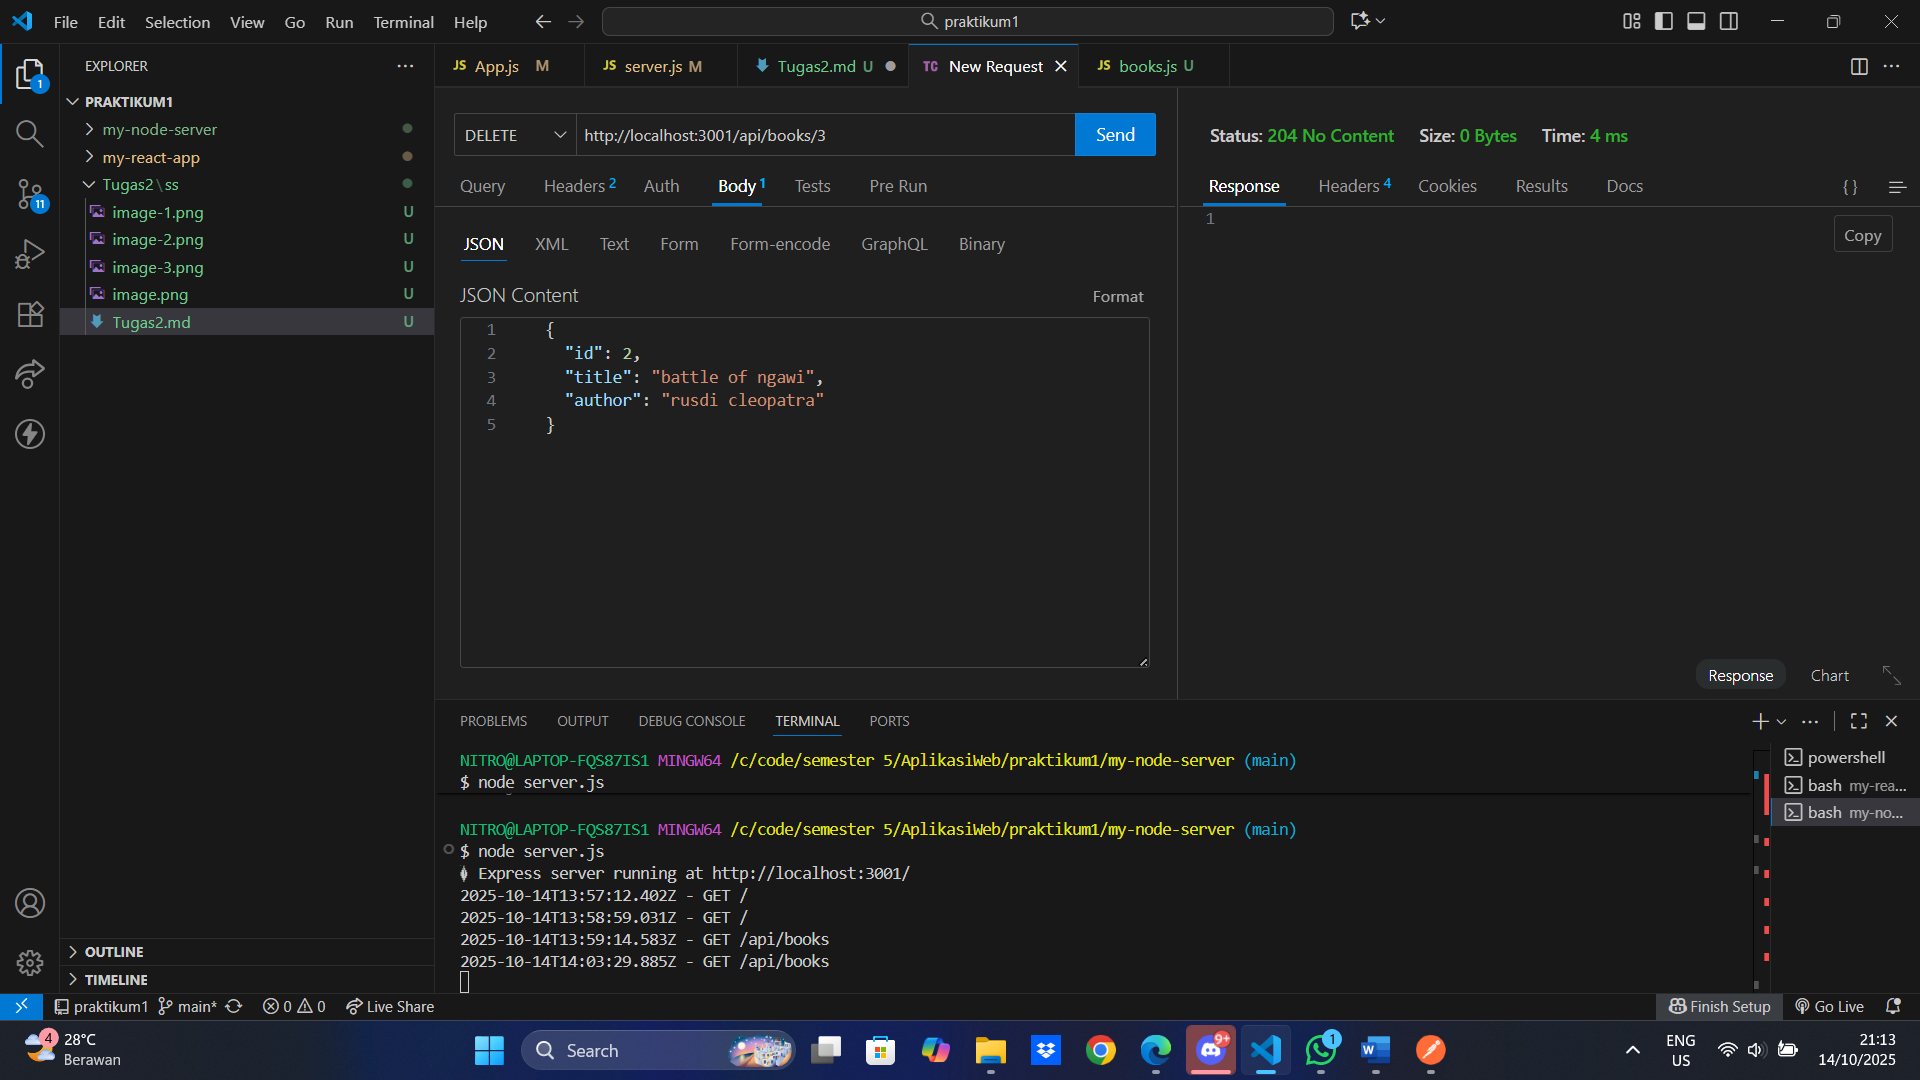 File Edit Selection View Go Run Terminal Help
praktikum1
EXPLORER
PRAKTIKUM1
my-node-server
my-react-app
Tugas2\ss
image-1.png U
image-2.png U
image-3.png U
image.png U
Tugas2.md U
OUTLINE
TIMELINE
JS App.js M
JS server.js M
Tugas2.md U
TC New Request
JS books.js U
DELETE http://localhost:3001/api/books/3 Send
Query Headers 2 Auth Body 1 Tests Pre Run
JSON XML Text Form Form-encode GraphQL Binary
JSON Content Format
1 {
2 "id": 2,
3 "title": "battle of ngawi",
4 "author": "rusdi cleopatra"
5 }
Status: 204 No Content Size: 0 Bytes Time: 4 ms
Response Headers 4 Cookies Results Docs { }
1
Copy
Response Chart
PROBLEMS OUTPUT DEBUG CONSOLE TERMINAL PORTS
NITRO@LAPTOP-FQS87IS1 MINGW64 /c/code/semester 5/AplikasiWeb/praktikum1/my-node-server (main)
$ node server.js
NITRO@LAPTOP-FQS87IS1 MINGW64 /c/code/semester 5/AplikasiWeb/praktikum1/my-node-server (main)
$ node server.js
Express server running at http://localhost:3001/
2025-10-14T13:57:12.402Z - GET /
2025-10-14T13:58:59.031Z - GET /
2025-10-14T13:59:14.583Z - GET /api/books
2025-10-14T14:03:29.885Z - GET /api/books
powershell
bash my-rea...
bash my-no...
1
11
praktikum1 main* 0 0 Live Share
Finish Setup Go Live
4
28°C
Berawan
Search
9+
1
ENG
US
21:13
14/10/2025